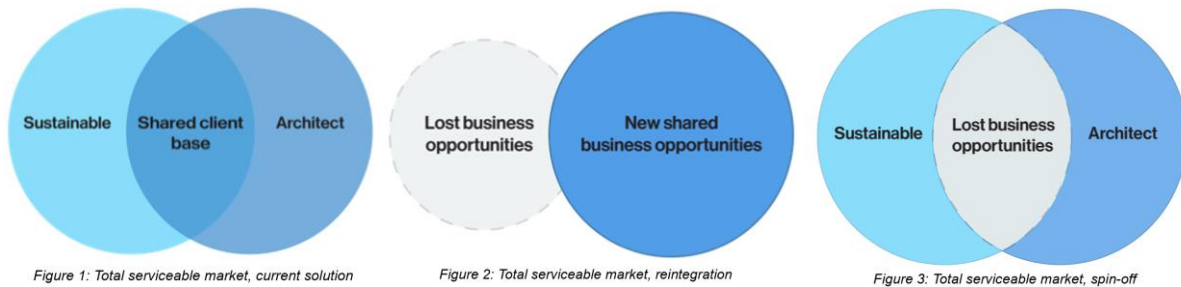 Sustainable
Shared client
base
Architect
Figure 1: Total serviceable market, current solution
Lost business
opportunities
New shared
business opportunities
Figure 2: Total serviceable market, reintegration
Sustainable
Lost business
opportunities
Architect
Figure 3: Total serviceable market, spin-off